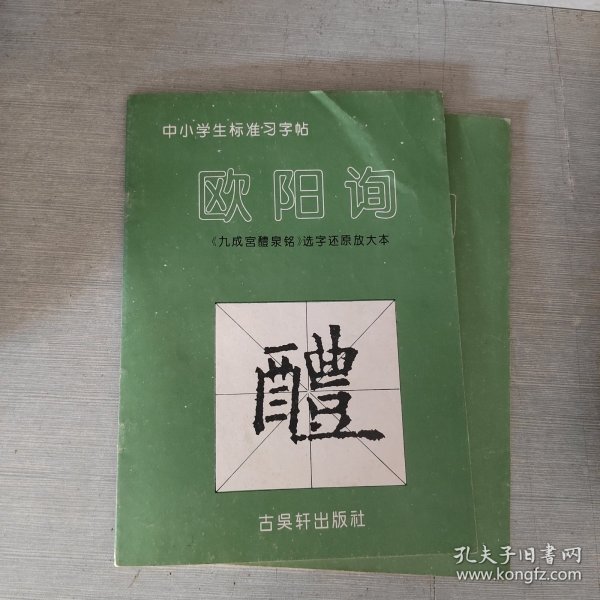 中小学生标准习字帖
欧阳询
《九成宫醴泉铭》选字还原放大本
醴
古吴轩出版社
孔夫子旧书网
www.kongfz.com